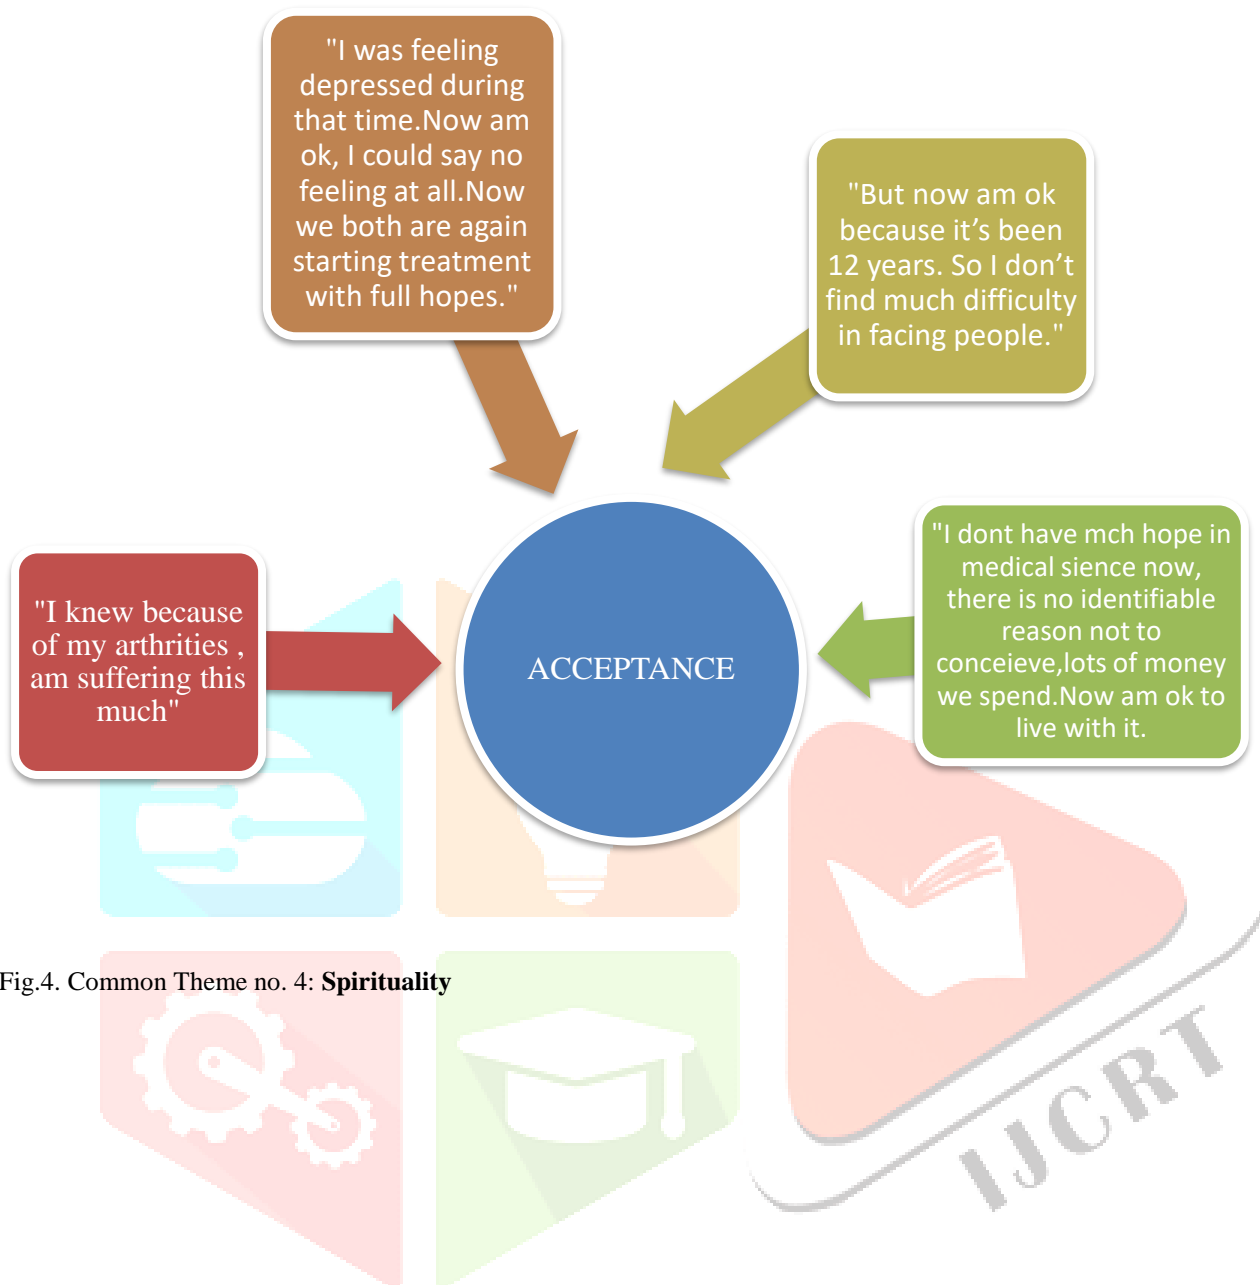 "I was feeling
depressed during
that time.Now am
ok, I could say no
feeling at all.Now
we both are again
starting treatment
with full hopes."
"But now am ok
because it’s been
12 years. So I don’t
find much difficulty
in facing people."
"I knew because
of my arthrities ,
am suffering this
much"
ACCEPTANCE
"I dont have mch hope in
medical sience now,
there is no identifiable
reason not to
conceieve,lots of money
we spend.Now am ok to
live with it.
Fig.4. Common Theme no. 4: Spirituality
IJCRT